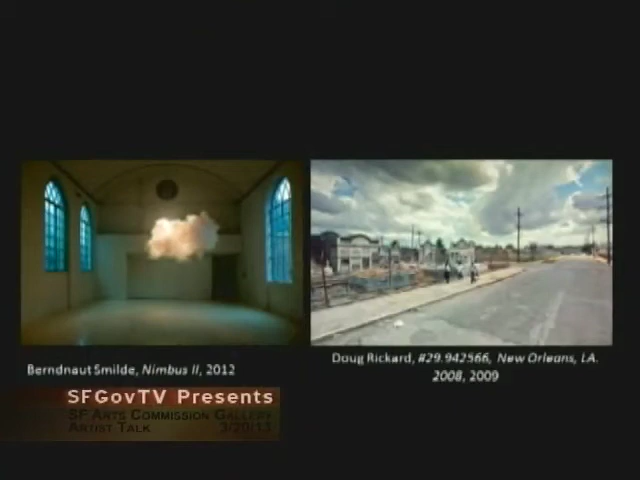 Berndnaut Smilde, Nimbus II, 2012
Doug Rickard, #29.942566, New Orleans, LA.
2008, 2009
SFGovTV Presents
SF Arts Commission Gallery
Artist Talk 3/20/13